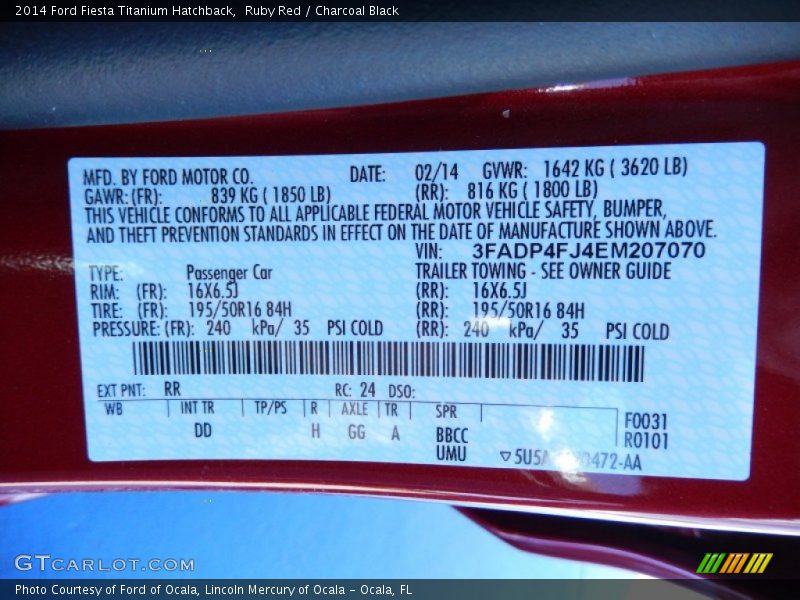 2014 Ford Fiesta Titanium Hatchback,  Ruby Red / Charcoal Black
MFD. BY FORD MOTOR CO. DATE: 02/14 GVWR: 1642 KG ( 3620 LB)
GAWR: (FR): 839 KG ( 1850 LB) (RR): 816 KG ( 1800 LB)
THIS VEHICLE CONFORMS TO ALL APPLICABLE FEDERAL MOTOR VEHICLE SAFETY, BUMPER,
AND THEFT PREVENTION STANDARDS IN EFFECT ON THE DATE OF MANUFACTURE SHOWN ABOVE.
VIN: 3FADP4FJ4EM207070
TYPE: Passenger Car TRAILER TOWING - SEE OWNER GUIDE
RIM: (FR): 16X6.5J (RR): 16X6.5J
TIRE: (FR): 195/50R16 84H (RR): 195/50R16 84H
PRESSURE: (FR): 240 kPa/ 35 PSI COLD (RR): 240 kPa/ 35 PSI COLD
EXT PNT: RR RC: 24 DSO:
WB INT TR TP/PS R AXLE TR SPR
F0031
DD H GG A BBCC
R0101
UMU
GTCARLOT.COM
Photo Courtesy of Ford of Ocala, Lincoln Mercury of Ocala - Ocala, FL